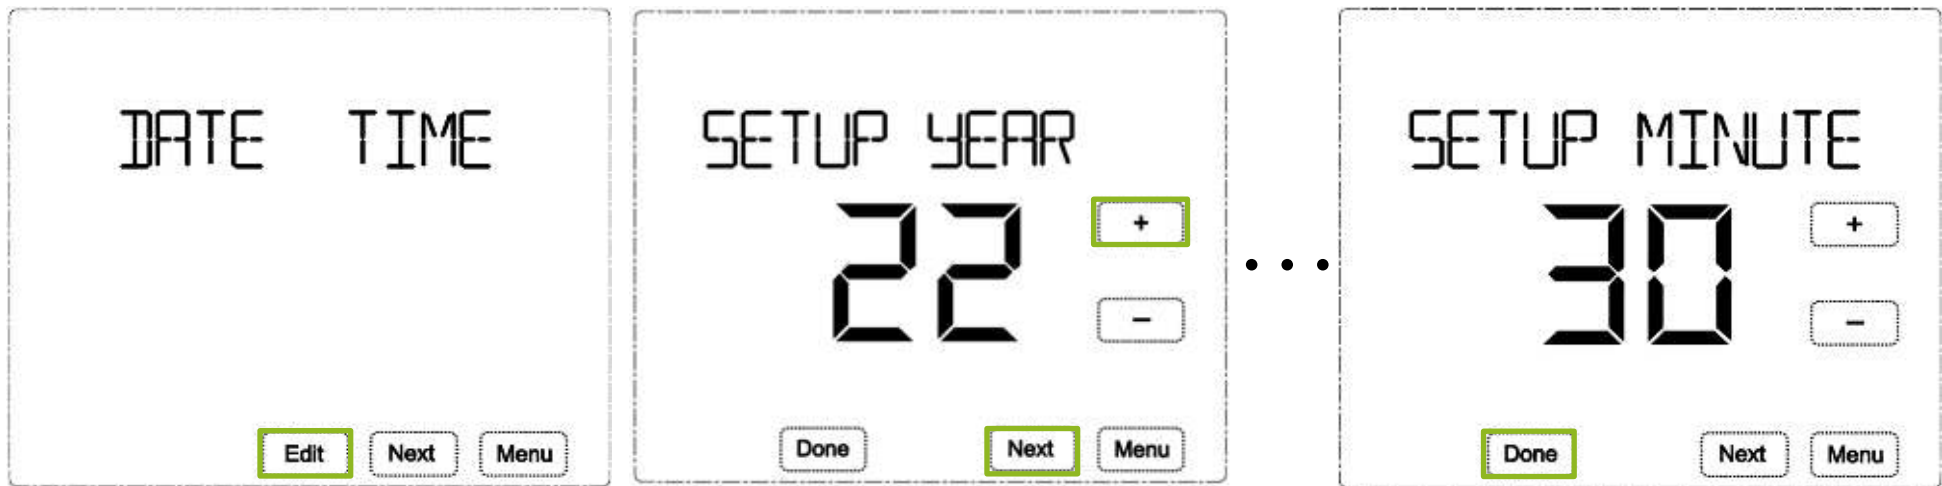 DATE TIME
Edit Next Menu
SETUP YEAR
22
+
-
Done Next Menu
...
SETUP MINUTE
30
+
-
Done Next Menu